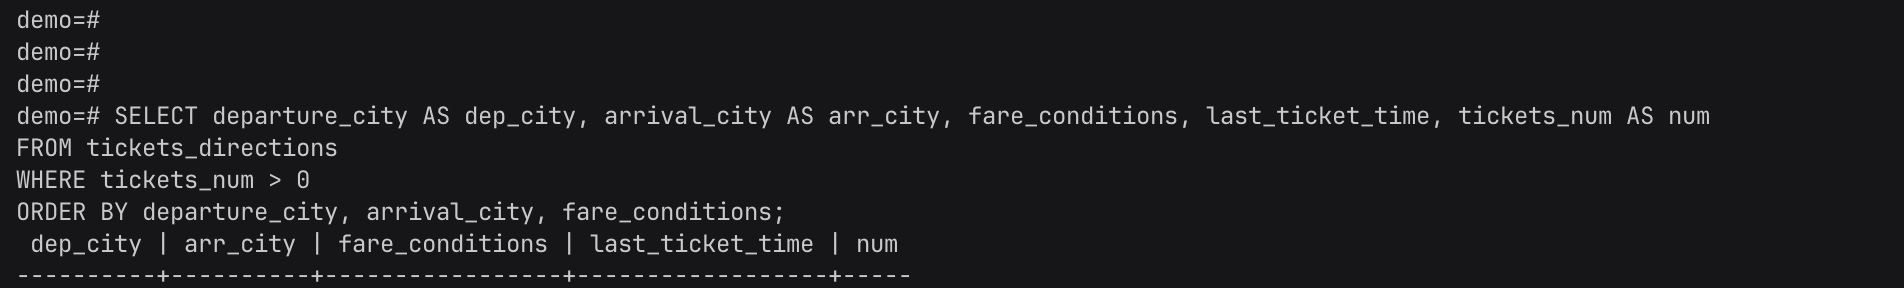 demo=#
demo=#
demo=#
demo=# SELECT departure_city AS dep_city, arrival_city AS arr_city, fare_conditions, last_ticket_time, tickets_num AS num
FROM tickets_directions
WHERE tickets_num > 0
ORDER BY departure_city, arrival_city, fare_conditions;
 dep_city | arr_city | fare_conditions | last_ticket_time | num
----------+----------+-----------------+------------------+-----